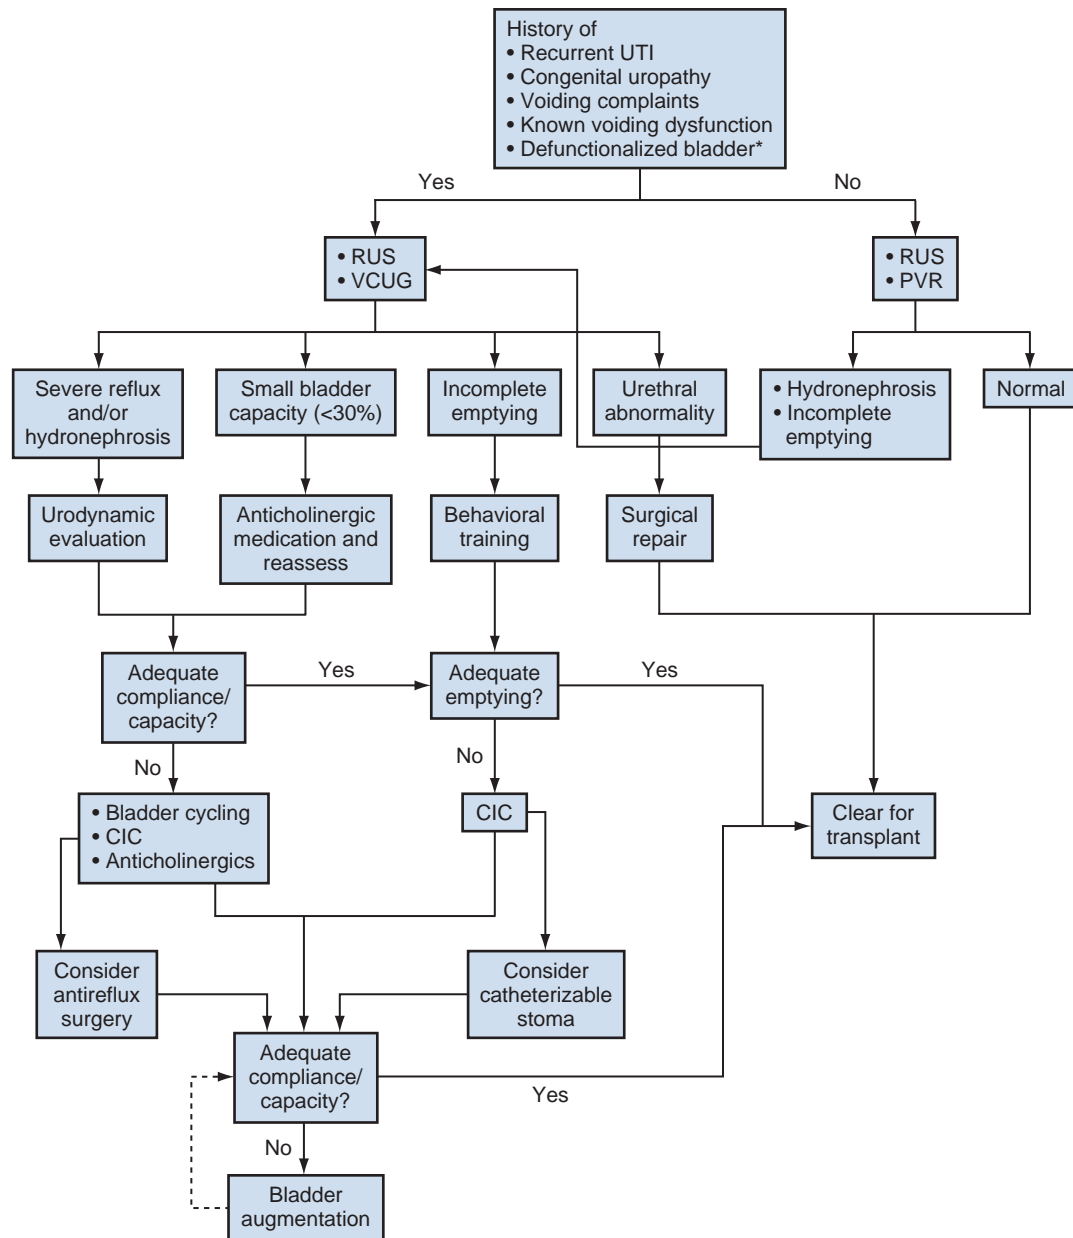 History of
• Recurrent UTI
• Congenital uropathy
• Voiding complaints
• Known voiding dysfunction
• Defunctionalized bladder*
Yes
No
• RUS
• VCUG
• RUS
• PVR
Severe reflux
and/or
hydronephrosis
Small bladder
capacity (<30%)
Incomplete
emptying
Urethral
abnormality
• Hydronephrosis
• Incomplete
emptying
Normal
Urodynamic
evaluation
Anticholinergic
medication and
reassess
Behavioral
training
Surgical
repair
Adequate
compliance/
capacity?
Yes
Adequate
emptying?
Yes
No
No
• Bladder cycling
• CIC
• Anticholinergics
CIC
Clear for
transplant
Consider
antireflux
surgery
Consider
catheterizable
stoma
Adequate
compliance/
capacity?
Yes
No
Bladder
augmentation